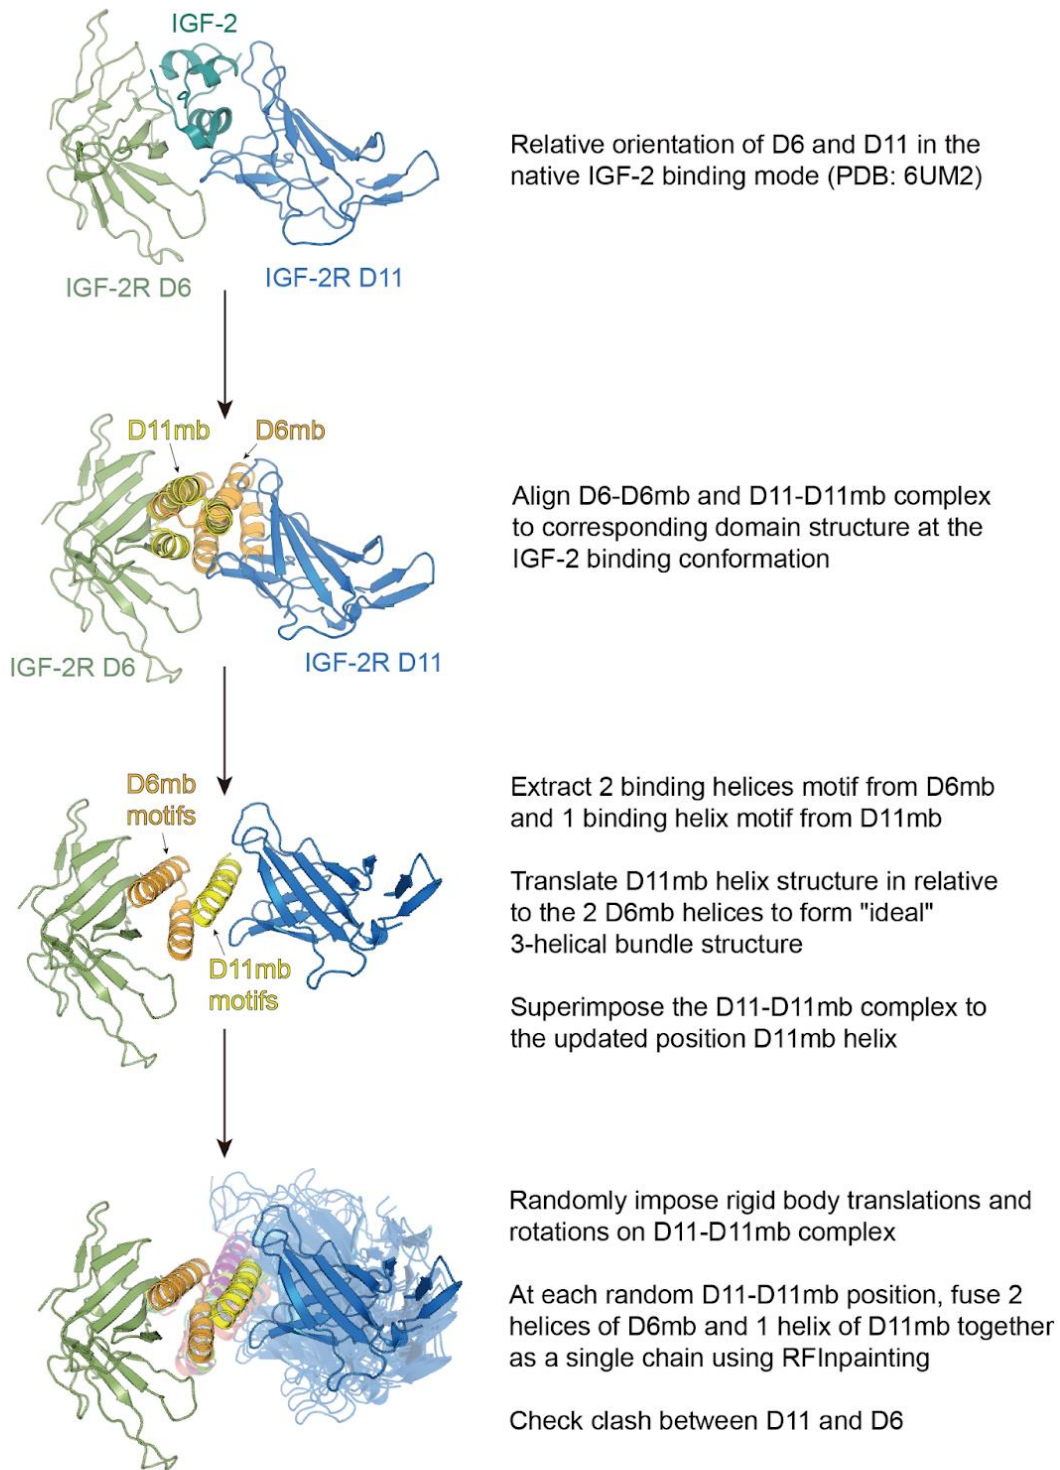 IGF-2
Relative orientation of D6 and D11 in the
native IGF-2 binding mode (PDB: 6UM2)
IGF-2R D6
IGF-2R D11
D11mb
D6mb
Align D6-D6mb and D11-D11mb complex
to corresponding domain structure at the
IGF-2 binding conformation
IGF-2R D6
IGF-2R D11
D6mb
motifs
Extract 2 binding helices motif from D6mb
and 1 binding helix motif from D11mb
Translate D11mb helix structure in relative
to the 2 D6mb helices to form "ideal"
3-helical bundle structure
D11mb
motifs
Superimpose the D11-D11mb complex to
the updated position D11mb helix
Randomly impose rigid body translations and
rotations on D11-D11mb complex
At each random D11-D11mb position, fuse 2
helices of D6mb and 1 helix of D11mb together
as a single chain using RFInpainting
Check clash between D11 and D6